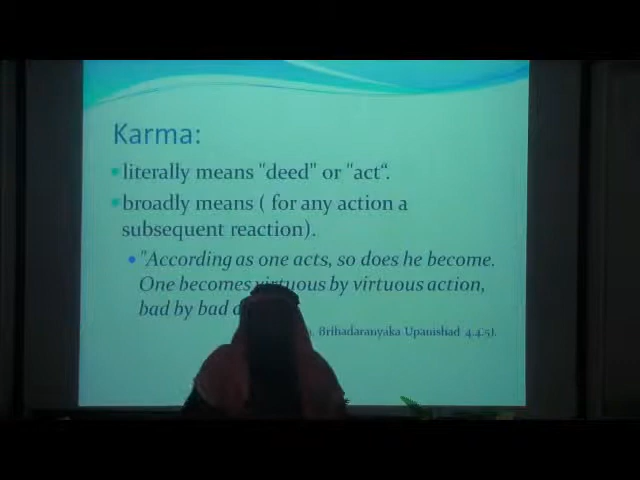 Karma:
literally means "deed" or "act“.
broadly means ( for any action a
subsequent reaction).
"According as one acts, so does he become.
One becomes virtuous by virtuous action,
bad by bad
Brihadaranyaka Upanishad 4.4.5).